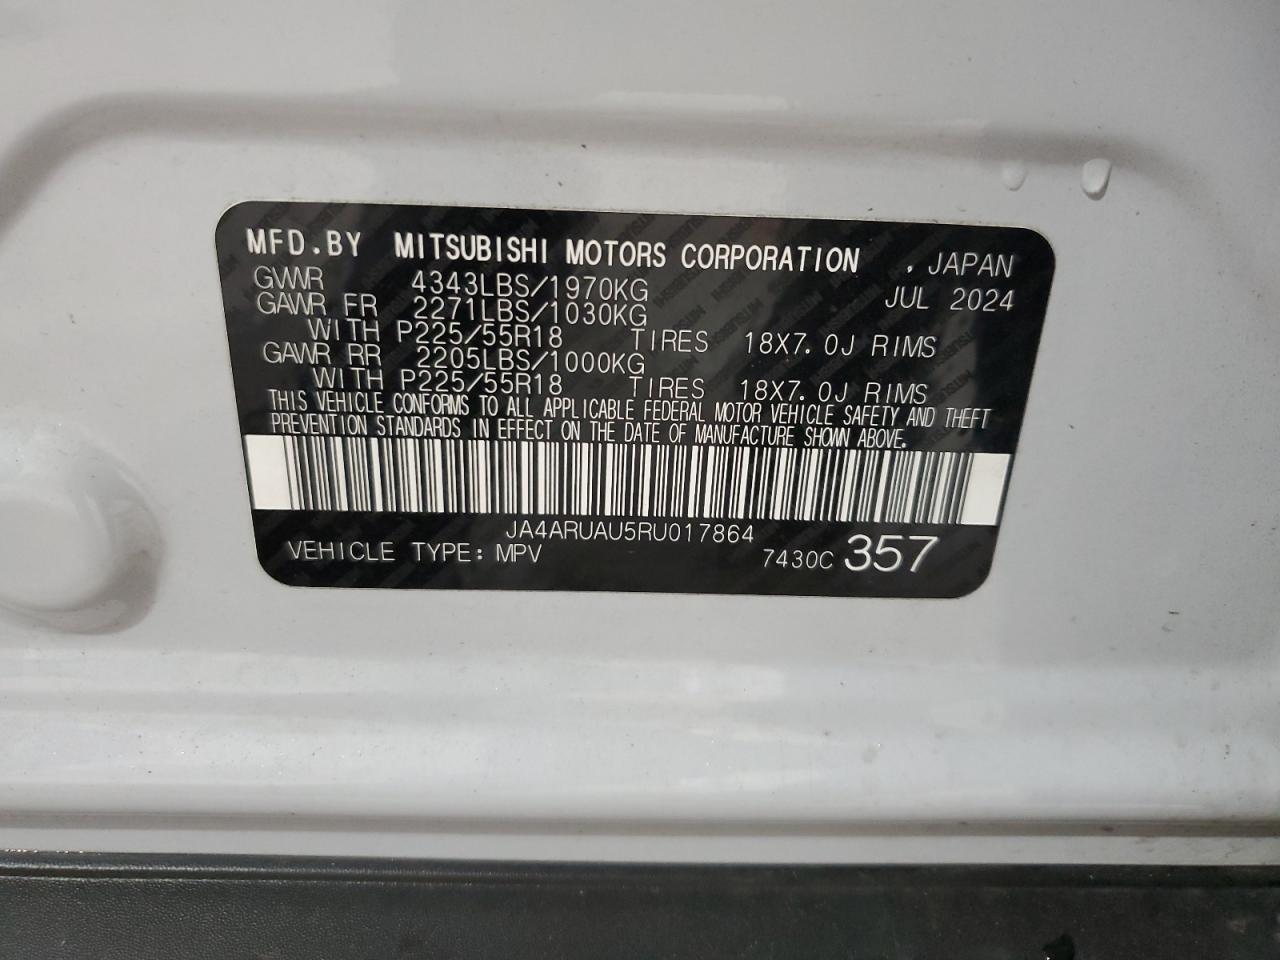 MFD.BY MITSUBISHI MOTORS CORPORATION . JAPAN
GVWR 4343LBS/1970KG JUL 2024
GAWR FR 2271LBS/1030KG
WITH P225/55R18 TIRES 18X7.0J RIMS
GAWR RR 2205LBS/1000KG
WITH P225/55R18 TIRES 18X7.0J RIMS
THIS VEHICLE CONFORMS TO ALL APPLICABLE FEDERAL MOTOR VEHICLE SAFETY AND THEFT
PREVENTION STANDARDS IN EFFECT ON THE DATE OF MANUFACTURE SHOWN ABOVE.
JA4ARUAU5RU017864
VEHICLE TYPE: MPV 7430C 357